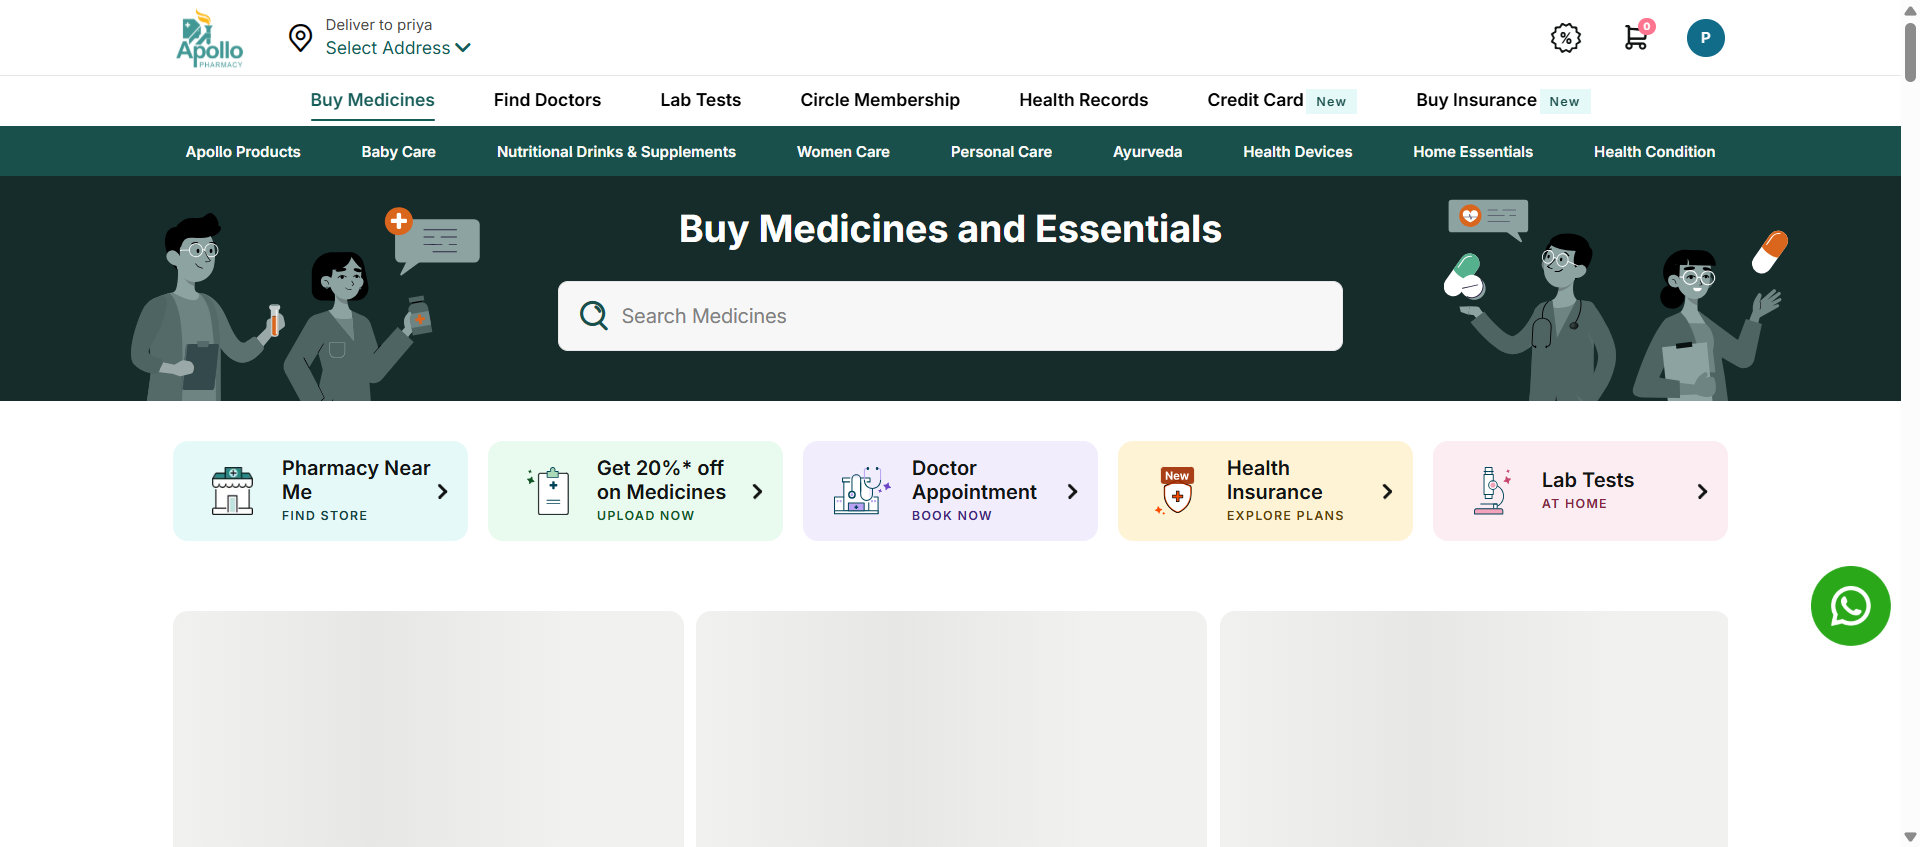 Apollo
PHARMACY
Deliver to priya
Select Address
0
P
Buy Medicines
Find Doctors
Lab Tests
Circle Membership
Health Records
Credit Card New
Buy Insurance New
Apollo Products
Baby Care
Nutritional Drinks & Supplements
Women Care
Personal Care
Ayurveda
Health Devices
Home Essentials
Health Condition
Buy Medicines and Essentials
Search Medicines
Pharmacy Near
Me
FIND STORE
Get 20%* off
on Medicines
UPLOAD NOW
Doctor
Appointment
BOOK NOW
New
Health
Insurance
EXPLORE PLANS
Lab Tests
AT HOME